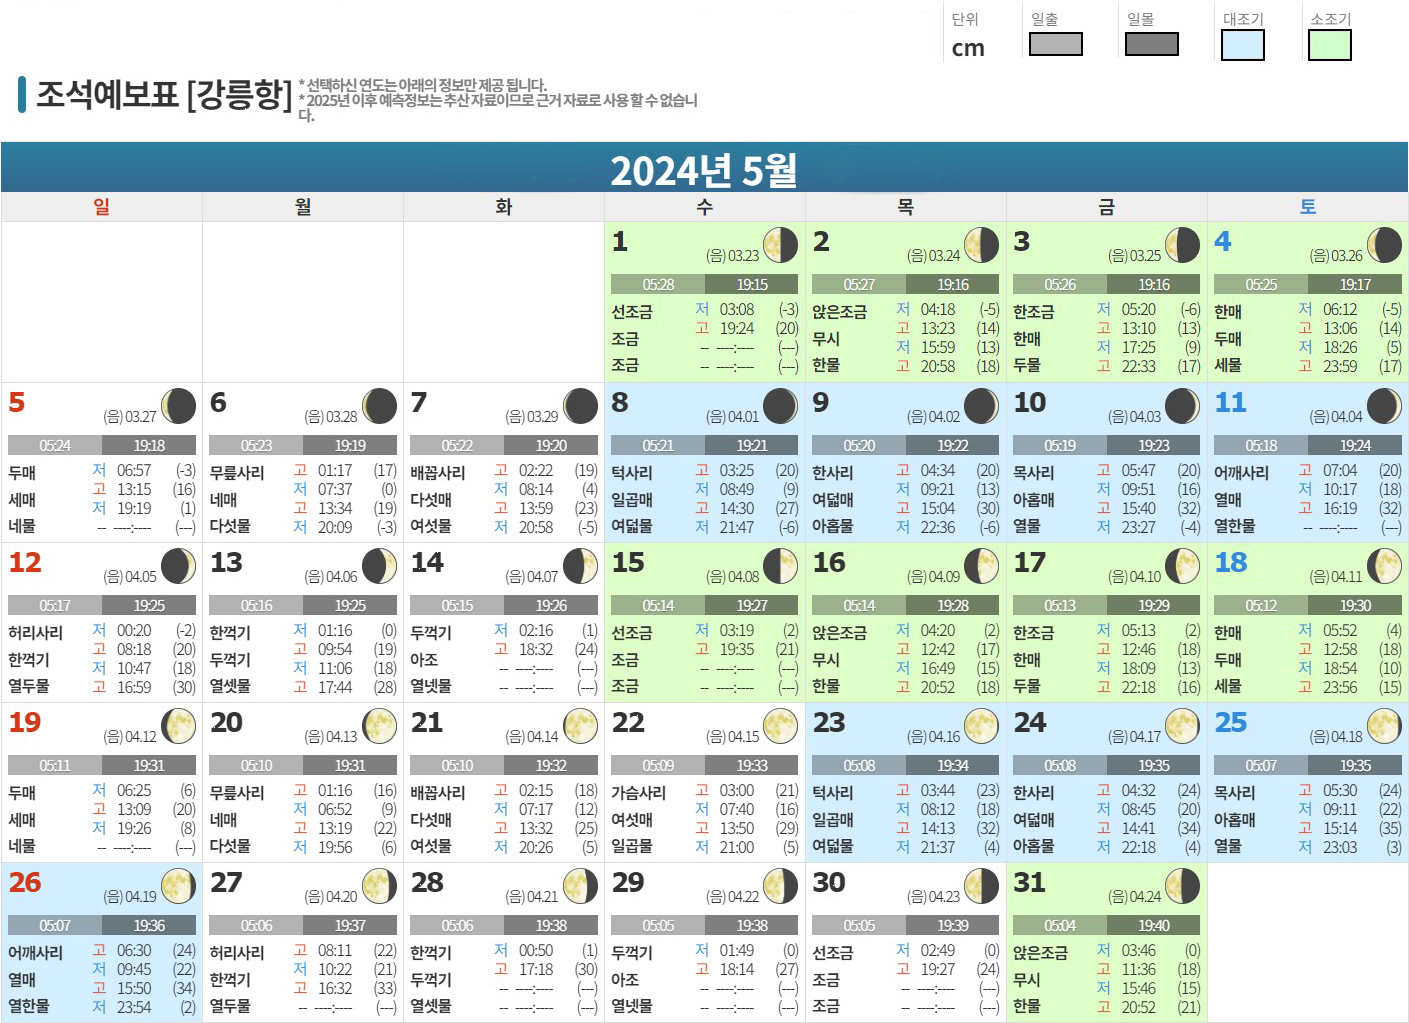 단위 일출 일몰 대조기 소조기
cm
조석예보표 [강릉항]
* 선택하신 연도는 아래의 정보만 제공 됩니다.
* 2025년 이후 예측정보는 추산 자료이므로 근거 자료로 사용 할 수 없습니
다.
2024년 5월
일 월 화 수 목 금 토
1 (음) 03.23
05:28 19:15
선조금
조금
조금
저 03:08 (-3)
고 19:24 (20)
-- ----:---- (---)
-- ----:---- (---)
2 (음) 03.24
05:27 19:16
앉은조금
무시
한물
저 04:18 (-5)
고 13:23 (14)
저 15:59 (13)
고 20:58 (18)
3 (음) 03.25
05:26 19:16
한조금
한매
두물
저 05:20 (-6)
고 13:10 (13)
저 17:25 (9)
고 22:33 (17)
4 (음) 03.26
05:25 19:17
한매
두매
세물
저 06:12 (-5)
고 13:06 (14)
저 18:26 (5)
고 23:59 (17)
5 (음) 03.27
05:24 19:18
두매
세매
네물
저 06:57 (-3)
고 13:15 (16)
저 19:19 (1)
-- ----:---- (---)
6 (음) 03.28
05:23 19:19
무릎사리
네매
다섯물
고 01:17 (17)
저 07:37 (0)
고 13:34 (19)
저 20:09 (-3)
7 (음) 03.29
05:22 19:20
배꼽사리
다섯매
여섯물
고 02:22 (19)
저 08:14 (4)
고 13:59 (23)
저 20:58 (-5)
8 (음) 04.01
05:21 19:21
턱사리
일곱매
여덟물
고 03:25 (20)
저 08:49 (9)
고 14:30 (27)
저 21:47 (-6)
9 (음) 04.02
05:20 19:22
한사리
여덟매
아홉물
고 04:34 (20)
저 09:21 (13)
고 15:04 (30)
저 22:36 (-6)
10 (음) 04.03
05:19 19:23
목사리
아홉매
열물
고 05:47 (20)
저 09:51 (16)
고 15:40 (32)
저 23:27 (-4)
11 (음) 04.04
05:18 19:24
어깨사리
열매
열한물
고 07:04 (20)
저 10:17 (18)
고 16:19 (32)
-- ----:---- (---)
12 (음) 04.05
05:17 19:25
허리사리
한꺽기
열두물
저 00:20 (-2)
고 08:18 (20)
저 10:47 (18)
고 16:59 (30)
13 (음) 04.06
05:16 19:25
한꺽기
두꺽기
열셋물
저 01:16 (0)
고 09:54 (19)
저 11:06 (18)
고 17:44 (28)
14 (음) 04.07
05:15 19:26
두꺽기
아조
열넷물
저 02:16 (1)
고 18:32 (24)
-- ----:---- (---)
-- ----:---- (---)
15 (음) 04.08
05:14 19:27
선조금
조금
조금
저 03:19 (2)
고 19:35 (21)
-- ----:---- (---)
-- ----:---- (---)
16 (음) 04.09
05:14 19:28
앉은조금
무시
한물
저 04:20 (2)
고 12:42 (17)
저 16:49 (15)
고 20:52 (18)
17 (음) 04.10
05:13 19:29
한조금
한매
두물
저 05:13 (2)
고 12:46 (18)
저 18:09 (13)
고 22:18 (16)
18 (음) 04.11
05:12 19:30
한매
두매
세물
저 05:52 (4)
고 12:58 (18)
저 18:54 (10)
고 23:56 (15)
19 (음) 04.12
05:11 19:31
두매
세매
네물
저 06:25 (6)
고 13:09 (20)
저 19:26 (8)
-- ----:---- (---)
20 (음) 04.13
05:10 19:31
무릎사리
네매
다섯물
고 01:16 (16)
저 06:52 (9)
고 13:19 (22)
저 19:56 (6)
21 (음) 04.14
05:10 19:32
배꼽사리
다섯매
여섯물
고 02:15 (18)
저 07:17 (12)
고 13:32 (25)
저 20:26 (5)
22 (음) 04.15
05:09 19:33
가슴사리
여섯매
일곱물
고 03:00 (21)
저 07:40 (16)
고 13:50 (29)
저 21:00 (5)
23 (음) 04.16
05:08 19:34
턱사리
일곱매
여덟물
고 03:44 (23)
저 08:12 (18)
고 14:13 (32)
저 21:37 (4)
24 (음) 04.17
05:08 19:35
한사리
여덟매
아홉물
고 04:32 (24)
저 08:45 (20)
고 14:41 (34)
저 22:18 (4)
25 (음) 04.18
05:07 19:35
목사리
아홉매
열물
고 05:30 (24)
저 09:11 (22)
고 15:14 (35)
저 23:03 (3)
26 (음) 04.19
05:07 19:36
어깨사리
열매
열한물
고 06:30 (24)
저 09:45 (22)
고 15:50 (34)
저 23:54 (2)
27 (음) 04.20
05:06 19:37
허리사리
한꺽기
열두물
고 08:11 (22)
저 10:22 (21)
고 16:32 (33)
-- ----:---- (---)
28 (음) 04.21
05:06 19:38
한꺽기
두꺽기
열셋물
저 00:50 (1)
고 17:18 (30)
-- ----:---- (---)
-- ----:---- (---)
29 (음) 04.22
05:05 19:38
두꺽기
아조
열넷물
저 01:49 (0)
고 18:14 (27)
-- ----:---- (---)
-- ----:---- (---)
30 (음) 04.23
05:05 19:39
선조금
조금
조금
저 02:49 (0)
고 19:27 (24)
-- ----:---- (---)
-- ----:---- (---)
31 (음) 04.24
05:04 19:40
앉은조금
무시
한물
저 03:46 (0)
고 11:36 (18)
저 15:46 (15)
고 20:52 (21)